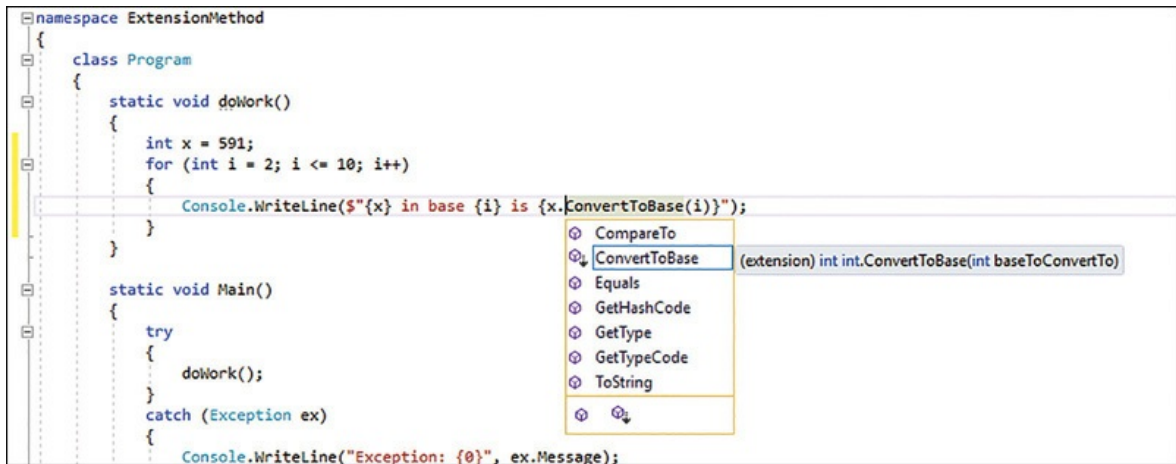 namespace ExtensionMethod
{
class Program
{
static void doWork()
{
int x = 591;
for (int i = 2; i <= 10; i++)
{
Console.WriteLine($"{x} in base {i} is {x.ConvertToBase(i)}");
}
}
CompareTo
ConvertToBase
(extension) int int.ConvertToBase(int baseToConvertTo)
Equals
GetHashCode
GetType
GetTypeCode
ToString
static void Main()
{
try
{
doWork();
}
catch (Exception ex)
{
Console.WriteLine("Exception: {0}", ex.Message);